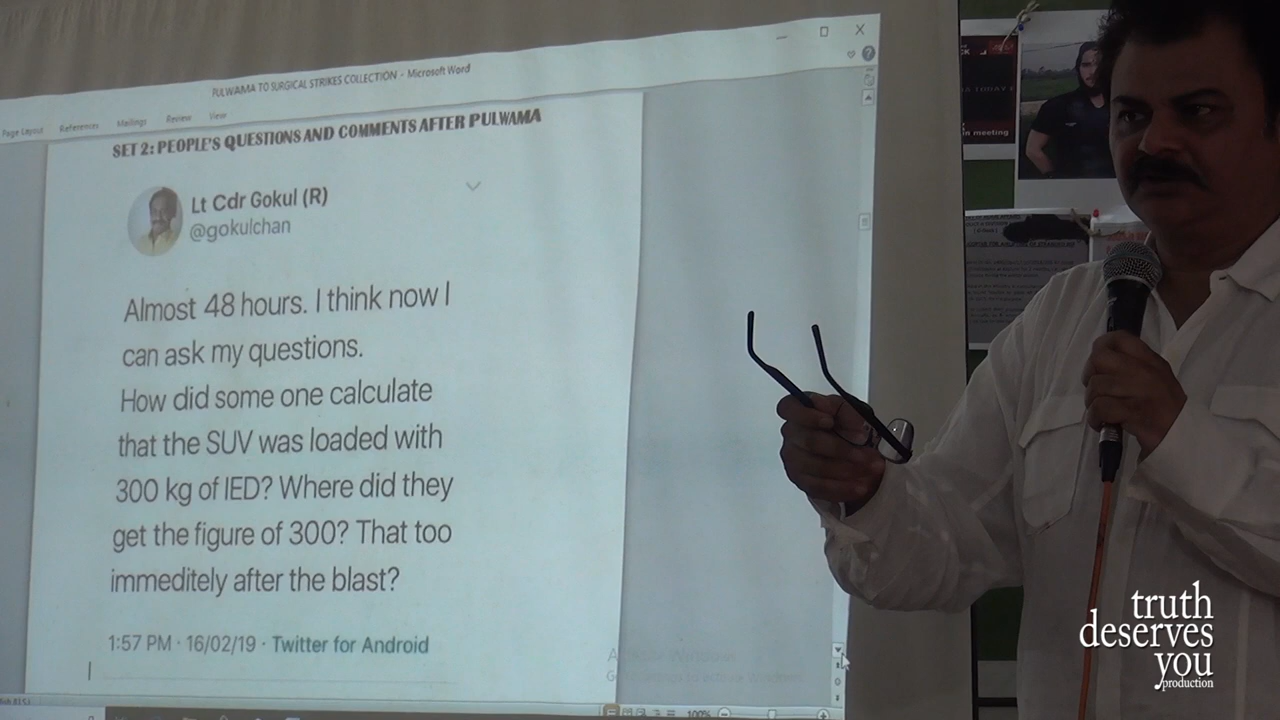 PULWAMA TO SURGICAL STRIKES COLLECTION - Microsoft Word
Page Layout References Mailings Review View
SET 2: PEOPLE'S QUESTIONS AND COMMENTS AFTER PULWAMA
Lt Cdr Gokul (R)
@gokulchan
Almost 48 hours. I think now I
can ask my questions.
How did some one calculate
that the SUV was loaded with
300 kg of IED? Where did they
get the figure of 300? That too
immeditely after the blast?
1:57 PM · 16/02/19 · Twitter for Android
100%
in meeting
truth
deserves
you
production